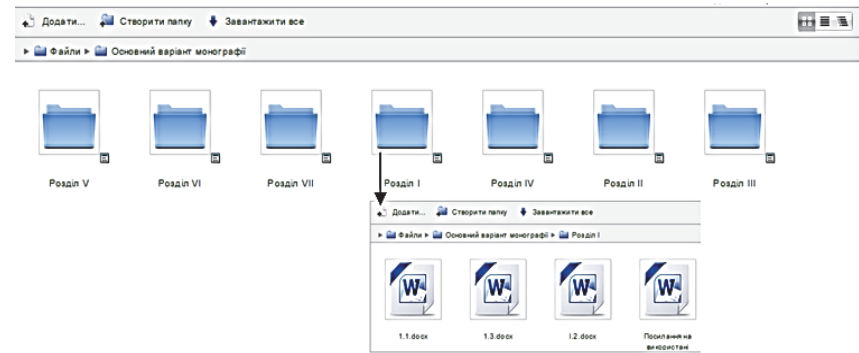 Додати... Створити папку Завантажити все
Файли Основний варіант монографії
Розділ V Розділ VI Розділ VII Розділ I Розділ IV Розділ II Розділ III
Додати... Створити папку Завантажити все
Файли Основний варіант монографії Розділ I
W W W W
1.1.docx 1.3.docx I.2.docx Посилання на
використані